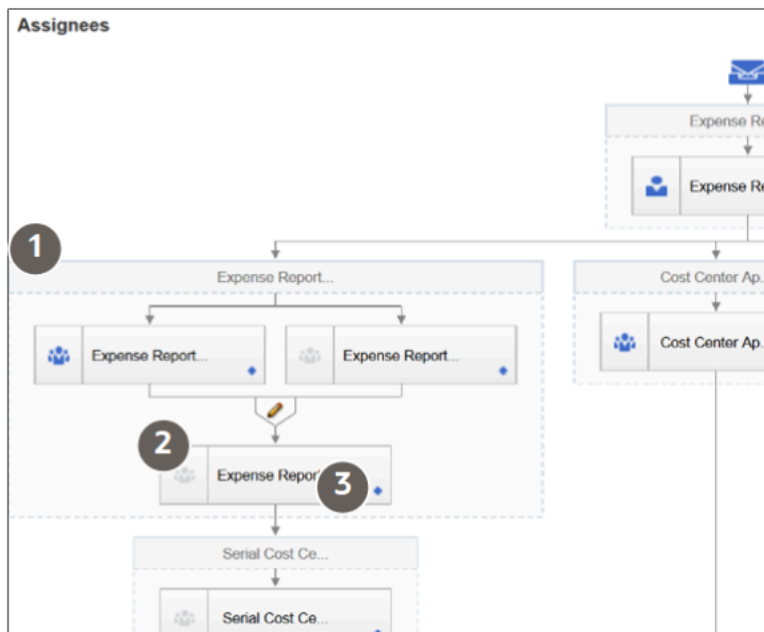 Assignees
Expense Re
Expense Re
1
Expense Report...
Cost Center Ap.
Expense Report...
Expense Report...
Cost Center Ap.
2
Expense Repor
3
Serial Cost Ce...
Serial Cost Ce...